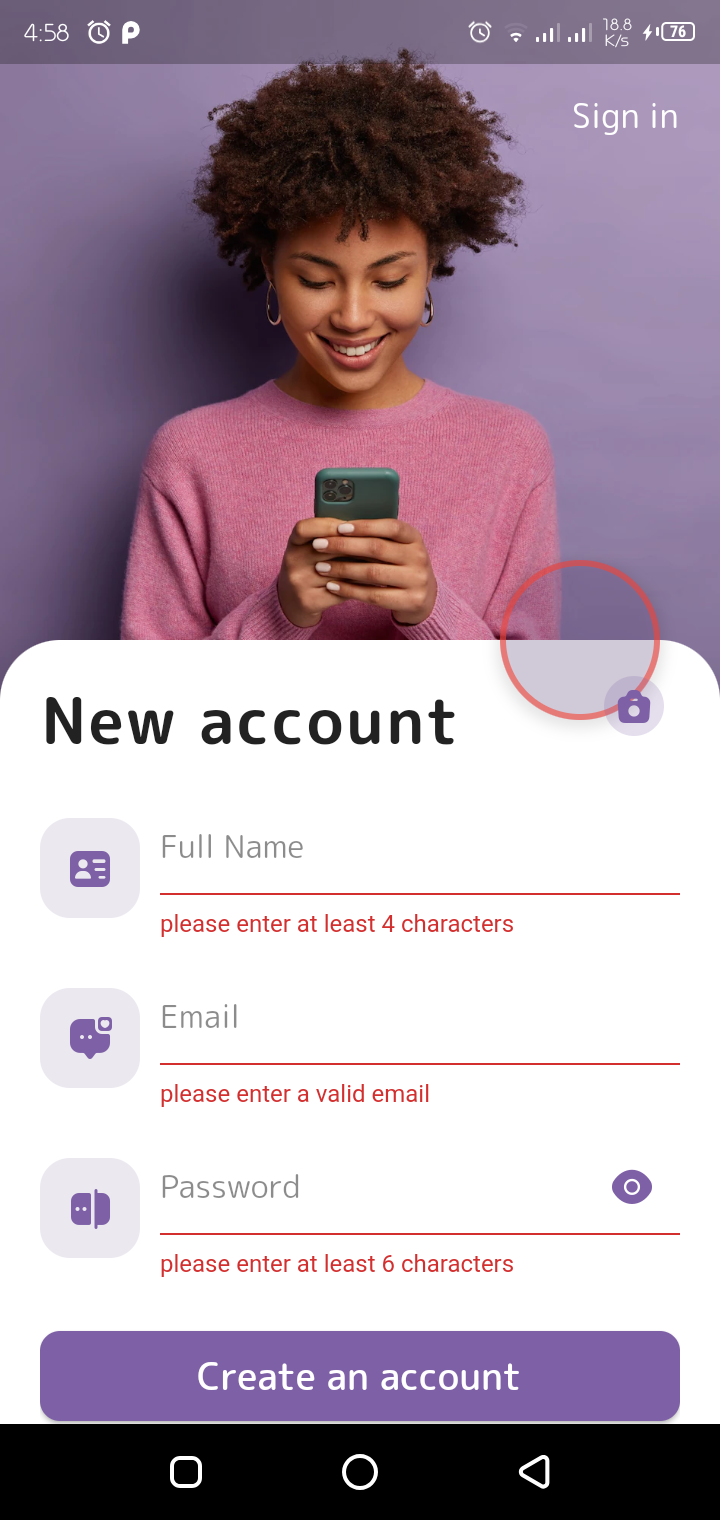 4:58
18.8
K/s
76
Sign in
New account
Full Name
please enter at least 4 characters
Email
please enter a valid email
Password
please enter at least 6 characters
Create an account